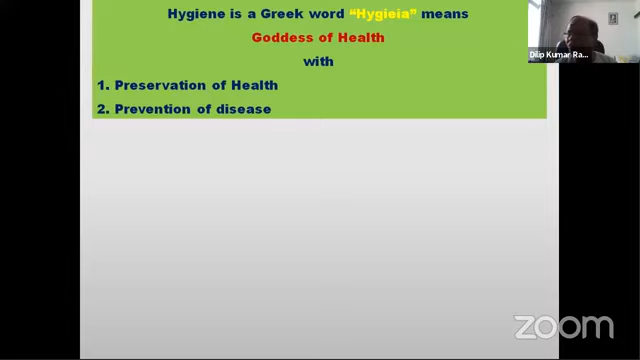 Hygiene is a Greek word “Hygieia” means
Goddess of Health
with
1. Preservation of Health
2. Prevention of disease
Dilip Kumar Ra...
zoom